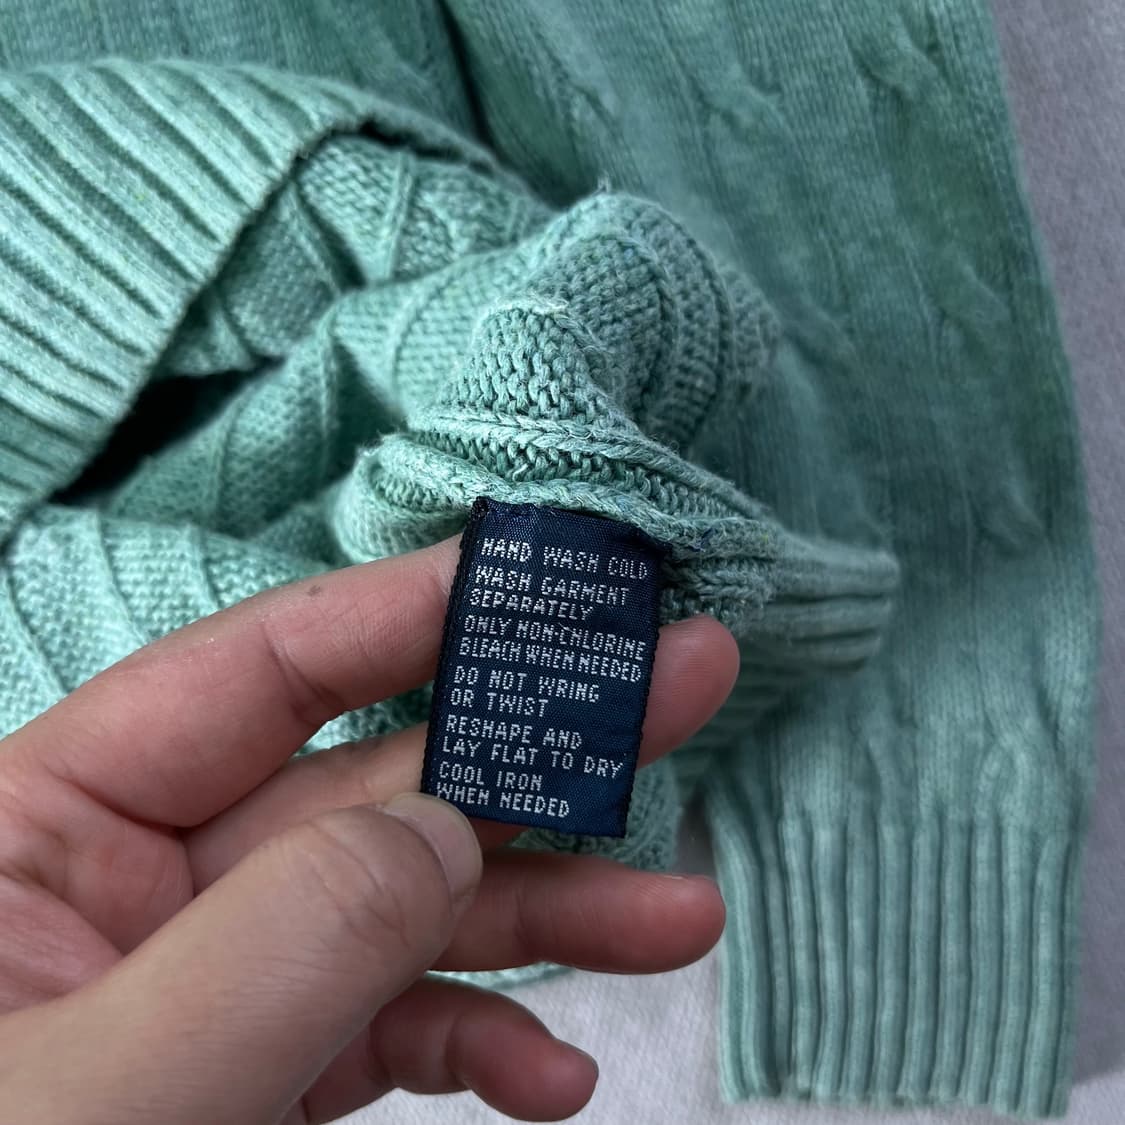 HAND WASH COLD
WASH GARMENT
SEPARATELY
ONLY NON-CHLORINE
BLEACH WHEN NEEDED
DO NOT WRING
OR TWIST
RESHAPE AND
LAY FLAT TO DRY
COOL IRON
WHEN NEEDED